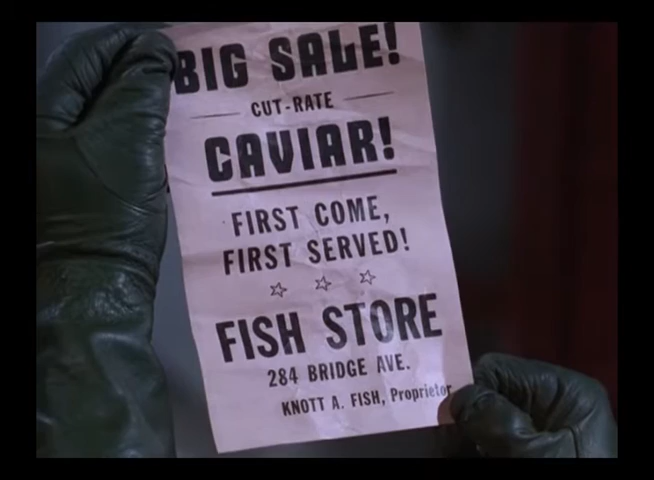 BIG SALE!
CUT-RATE
CAVIAR!
FIRST COME,
FIRST SERVED!
FISH STORE
284 BRIDGE AVE.
KNOTT A. FISH, Proprietor